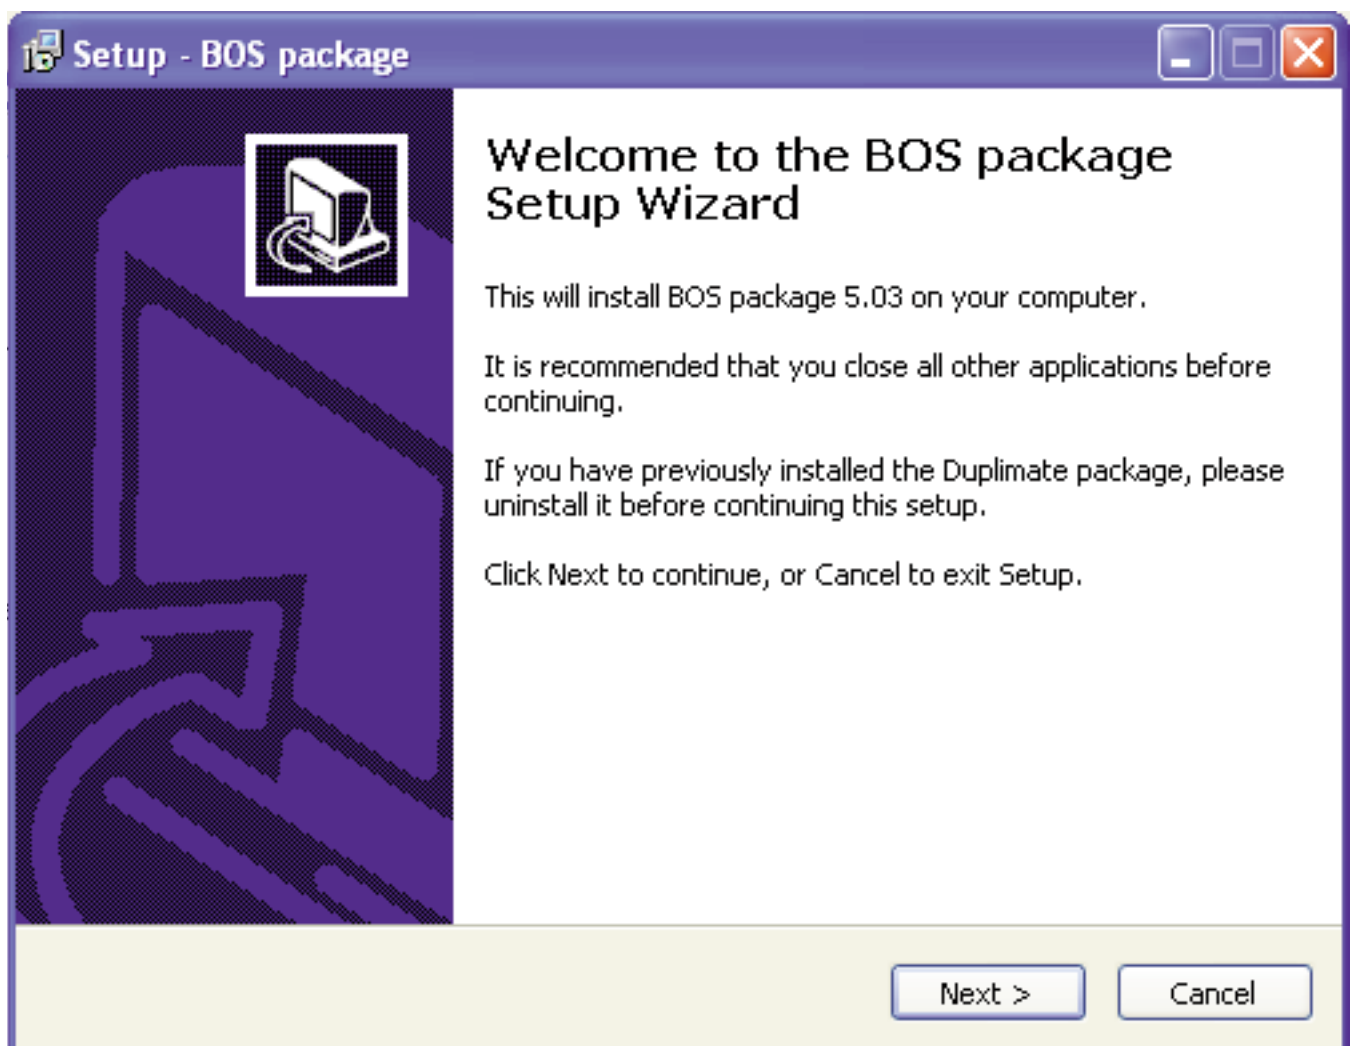 Setup - BOS package
Welcome to the BOS package
Setup Wizard
This will install BOS package 5.03 on your computer.
It is recommended that you close all other applications before
continuing.
If you have previously installed the Duplimate package, please
uninstall it before continuing this setup.
Click Next to continue, or Cancel to exit Setup.
Next >
Cancel